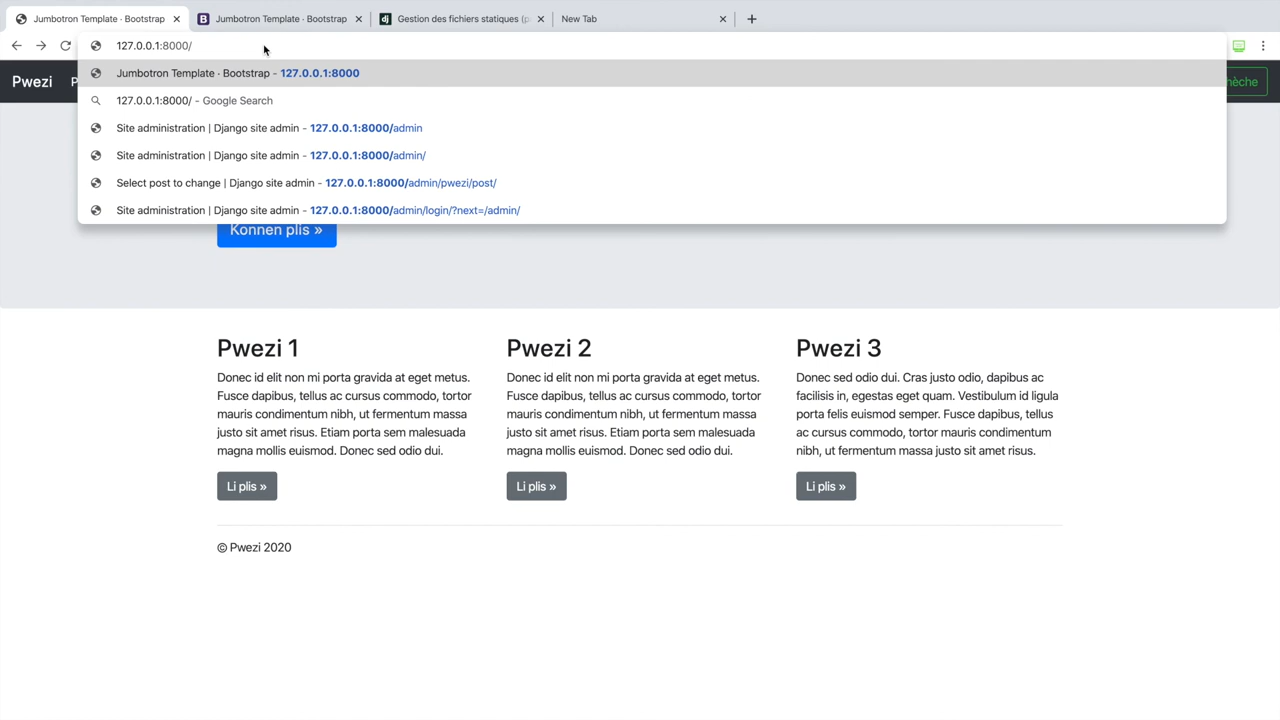 Jumbotron Template · Bootstrap
Jumbotron Template · Bootstrap
Gestion des fichiers statiques (p
New Tab
127.0.0.1:8000/
Jumbotron Template · Bootstrap - 127.0.0.1:8000
127.0.0.1:8000/ - Google Search
Site administration | Django site admin - 127.0.0.1:8000/admin
Site administration | Django site admin - 127.0.0.1:8000/admin/
Select post to change | Django site admin - 127.0.0.1:8000/admin/pwezi/post/
Site administration | Django site admin - 127.0.0.1:8000/admin/login/?next=/admin/
Pwezi P
hèche
Konnen plis »
Pwezi 1
Donec id elit non mi porta gravida at eget metus.
Fusce dapibus, tellus ac cursus commodo, tortor
mauris condimentum nibh, ut fermentum massa
justo sit amet risus. Etiam porta sem malesuada
magna mollis euismod. Donec sed odio dui.
Li plis »
Pwezi 2
Donec id elit non mi porta gravida at eget metus.
Fusce dapibus, tellus ac cursus commodo, tortor
mauris condimentum nibh, ut fermentum massa
justo sit amet risus. Etiam porta sem malesuada
magna mollis euismod. Donec sed odio dui.
Li plis »
Pwezi 3
Donec sed odio dui. Cras justo odio, dapibus ac
facilisis in, egestas eget quam. Vestibulum id ligula
porta felis euismod semper. Fusce dapibus, tellus
ac cursus commodo, tortor mauris condimentum
nibh, ut fermentum massa justo sit amet risus.
Li plis »
© Pwezi 2020